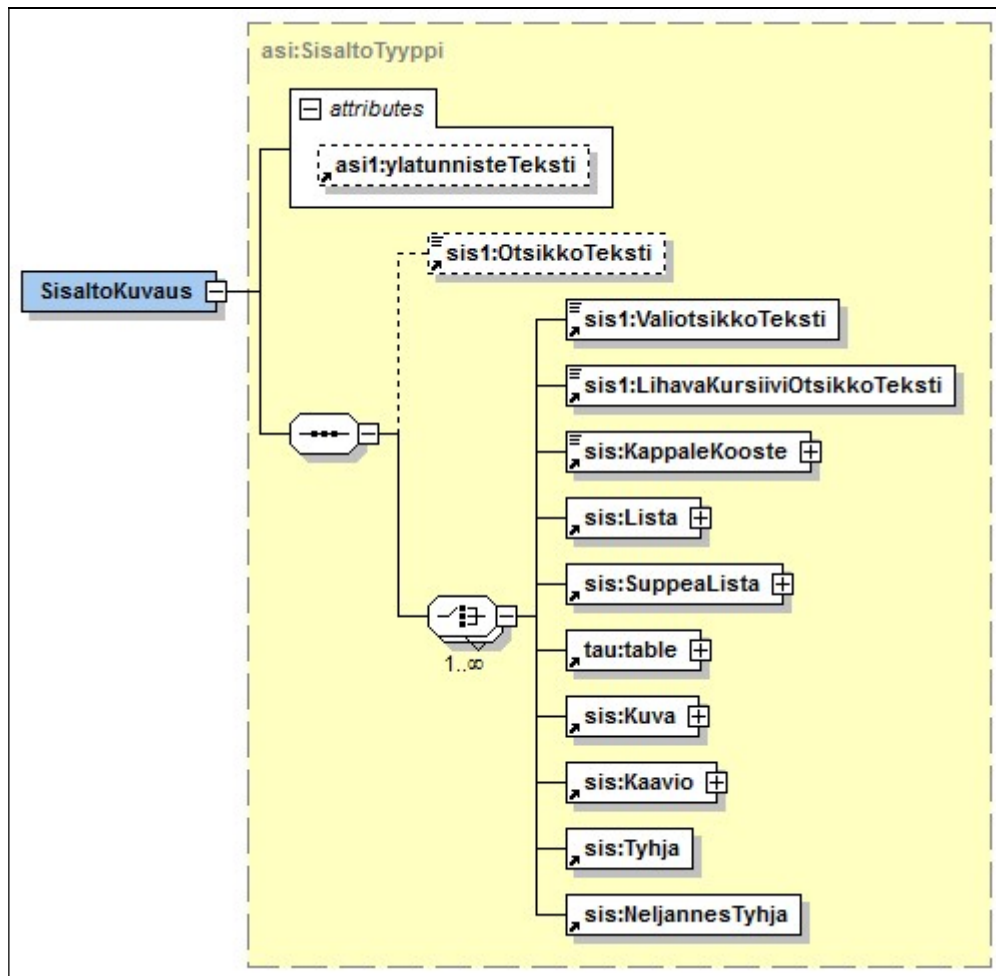 asi:SisaltoTyyppi
attributes
asi1:ylatunnisteTeksti
sis1:OtsikkoTeksti
SisaltoKuvaus
sis1:ValiotsikkoTeksti
sis1:LihavaKursiiviOtsikkoTeksti
sis:KappaleKooste
sis:Lista
sis:SuppeaLista
tau:table
1..∞
sis:Kuva
sis:Kaavio
sis:Tyhja
sis:NeljannesTyhja